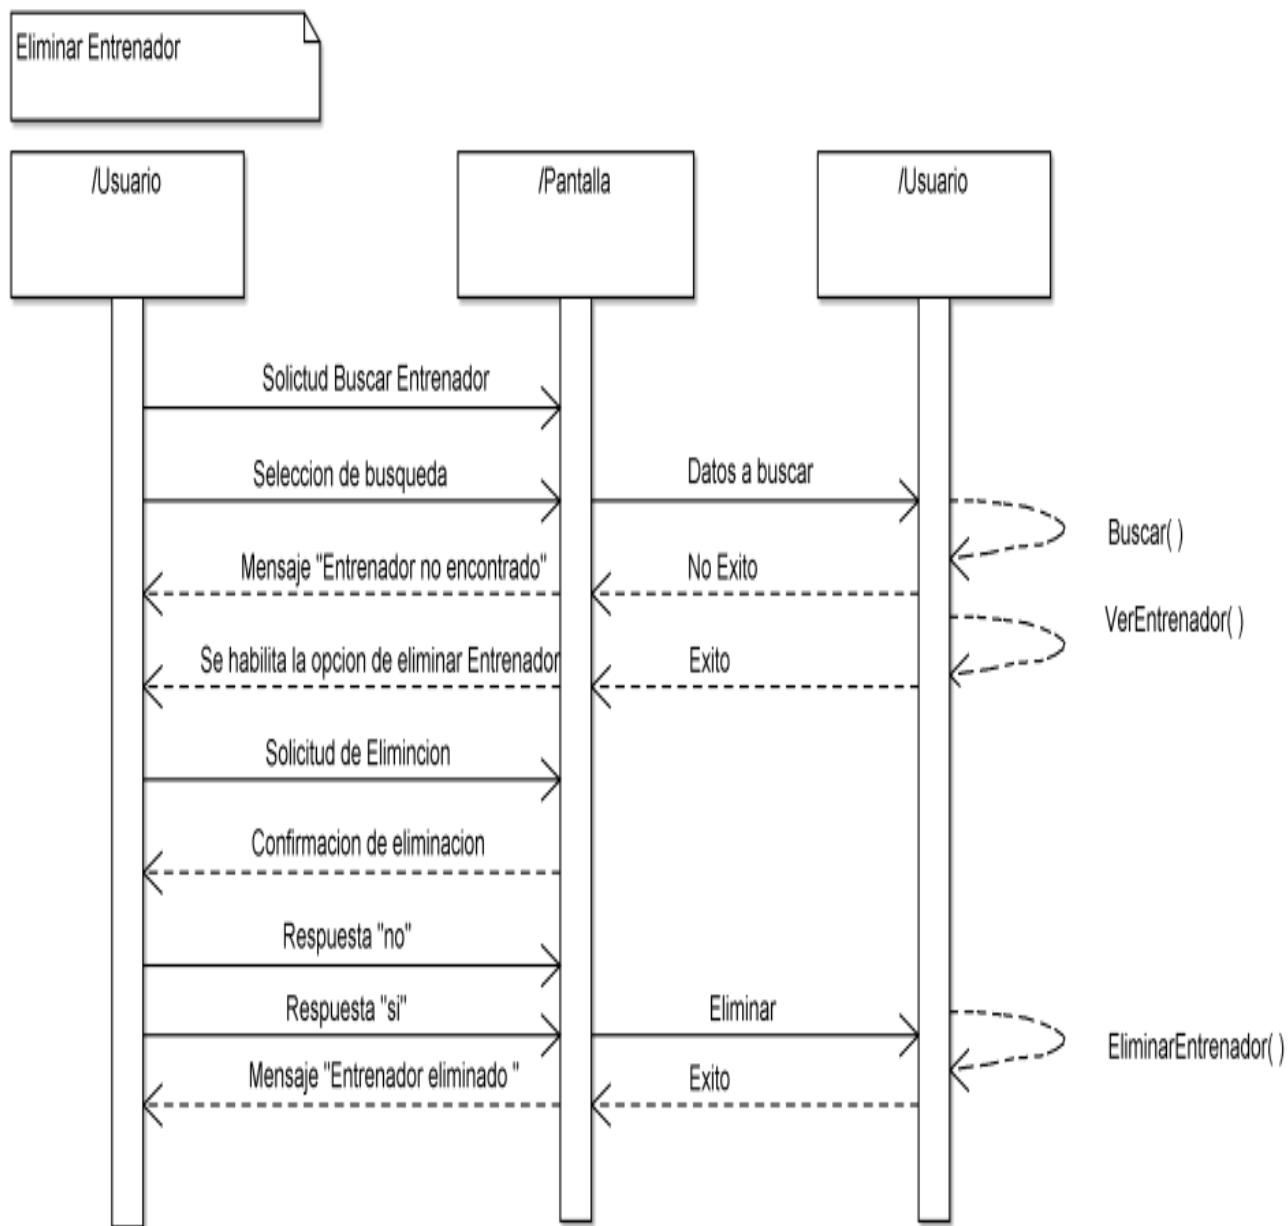 Eliminar Entrenador
/Usuario
/Pantalla
/Usuario
Solictud Buscar Entrenador
Seleccion de busqueda
Datos a buscar
Buscar( )
Mensaje "Entrenador no encontrado"
No Exito
VerEntrenador( )
Se habilita la opcion de eliminar Entrenador
Exito
Solicitud de Elimincion
Confirmacion de eliminacion
Respuesta "no"
Respuesta "si"
Eliminar
EliminarEntrenador( )
Mensaje "Entrenador eliminado "
Exito